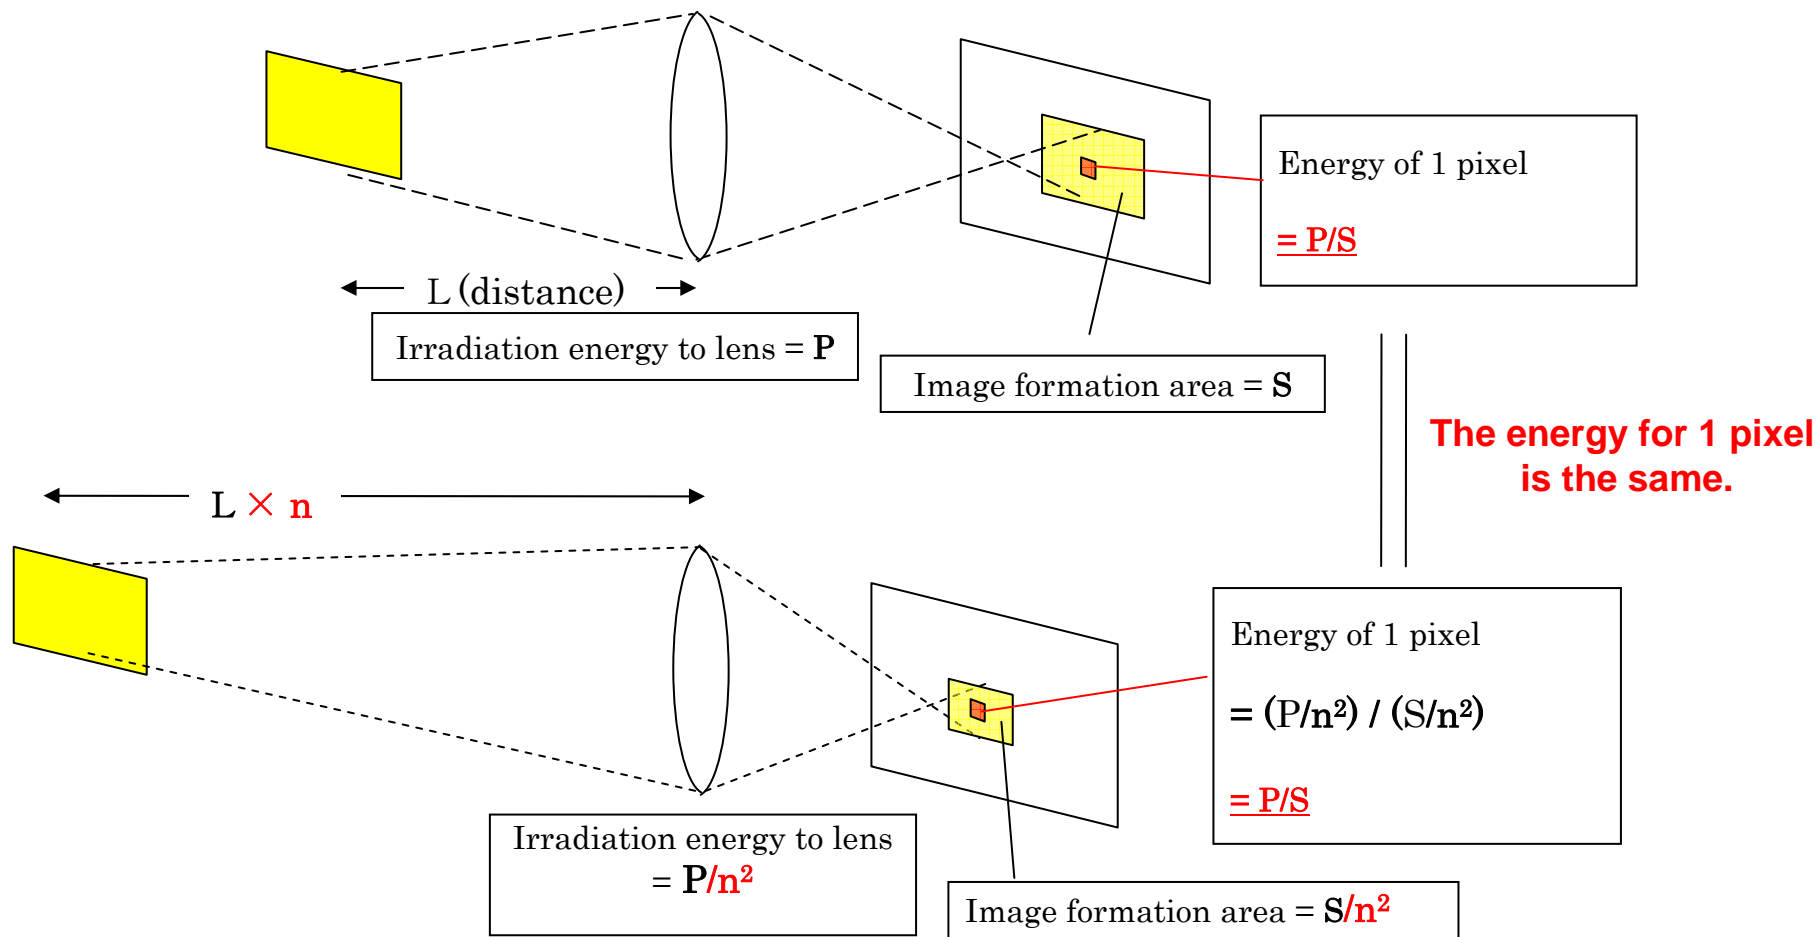 Energy of 1 pixel
= P/S
L (distance)
Irradiation energy to lens = P
Image formation area = S
The energy for 1 pixel
is the same.
L × n
Energy of 1 pixel
= (P/n²) / (S/n²)
= P/S
Irradiation energy to lens
= P/n²
Image formation area = S/n²